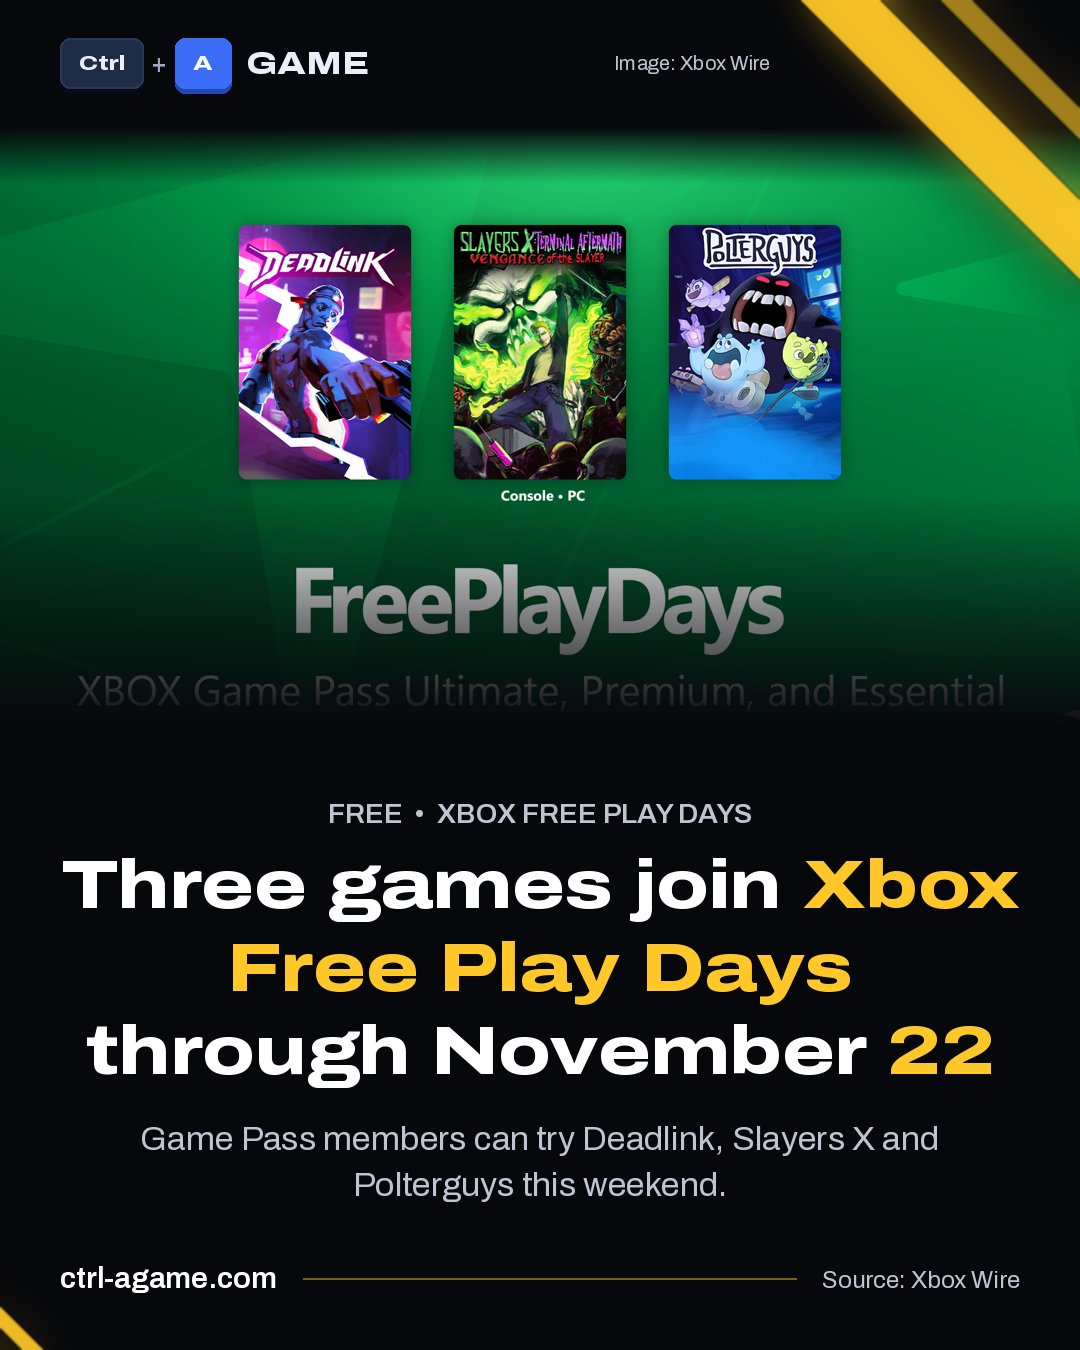 Ctrl + A GAME
Image: Xbox Wire
DEADLINK
SLAYERS X: TERMINAL AFTERMATH
VENGANCE of the SLAYER
POLTERGUYS
Console • PC
FreePlayDays
XBOX Game Pass Ultimate, Premium, and Essential
FREE • XBOX FREE PLAY DAYS
Three games join Xbox
Free Play Days
through November 22
Game Pass members can try Deadlink, Slayers X and
Polterguys this weekend.
ctrl-agame.com
Source: Xbox Wire